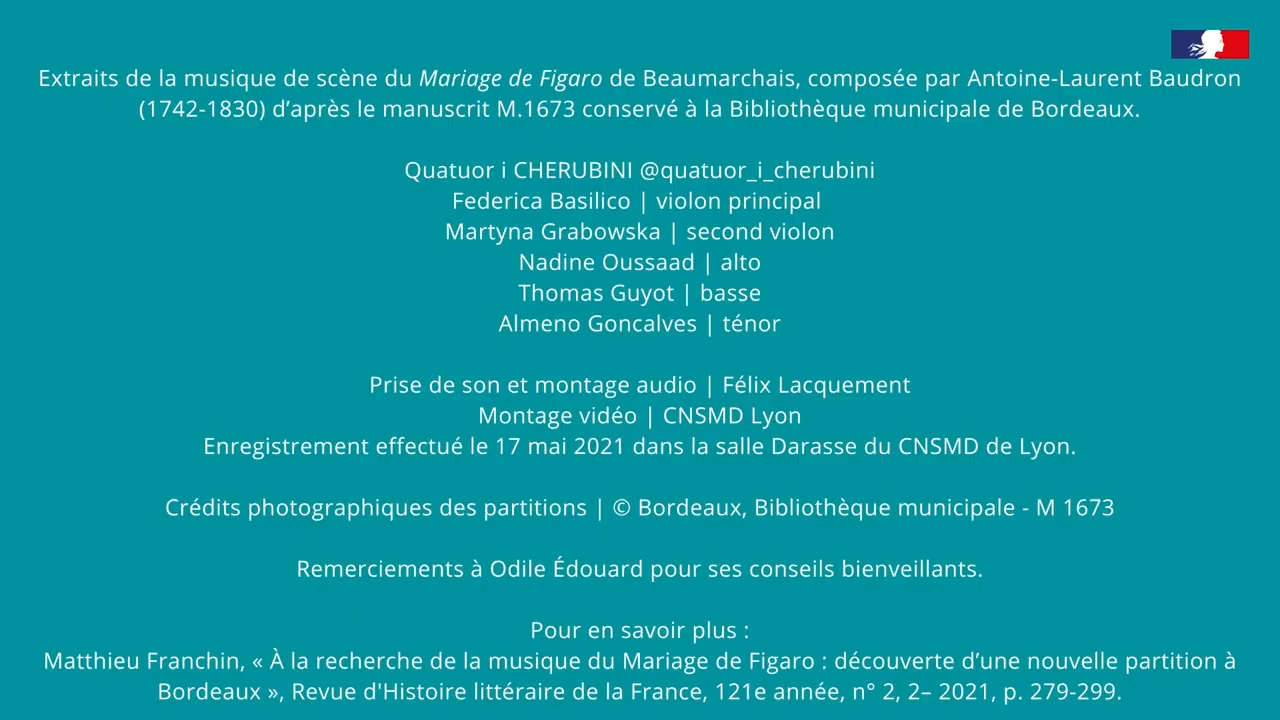 Extraits de la musique de scène du Mariage de Figaro de Beaumarchais, composée par Antoine-Laurent Baudron
(1742-1830) d’après le manuscrit M.1673 conservé à la Bibliothèque municipale de Bordeaux.
Quatuor i CHERUBINI @quatuor_i_cherubini
Federica Basilico | violon principal
Martyna Grabowska | second violon
Nadine Oussaad | alto
Thomas Guyot | basse
Almeno Goncalves | ténor
Prise de son et montage audio | Félix Lacquement
Montage vidéo | CNSMD Lyon
Enregistrement effectué le 17 mai 2021 dans la salle Darasse du CNSMD de Lyon.
Crédits photographiques des partitions | © Bordeaux, Bibliothèque municipale - M 1673
Remerciements à Odile Édouard pour ses conseils bienveillants.
Pour en savoir plus :
Matthieu Franchin, « À la recherche de la musique du Mariage de Figaro : découverte d’une nouvelle partition à
Bordeaux », Revue d'Histoire littéraire de la France, 121e année, n° 2, 2– 2021, p. 279-299.